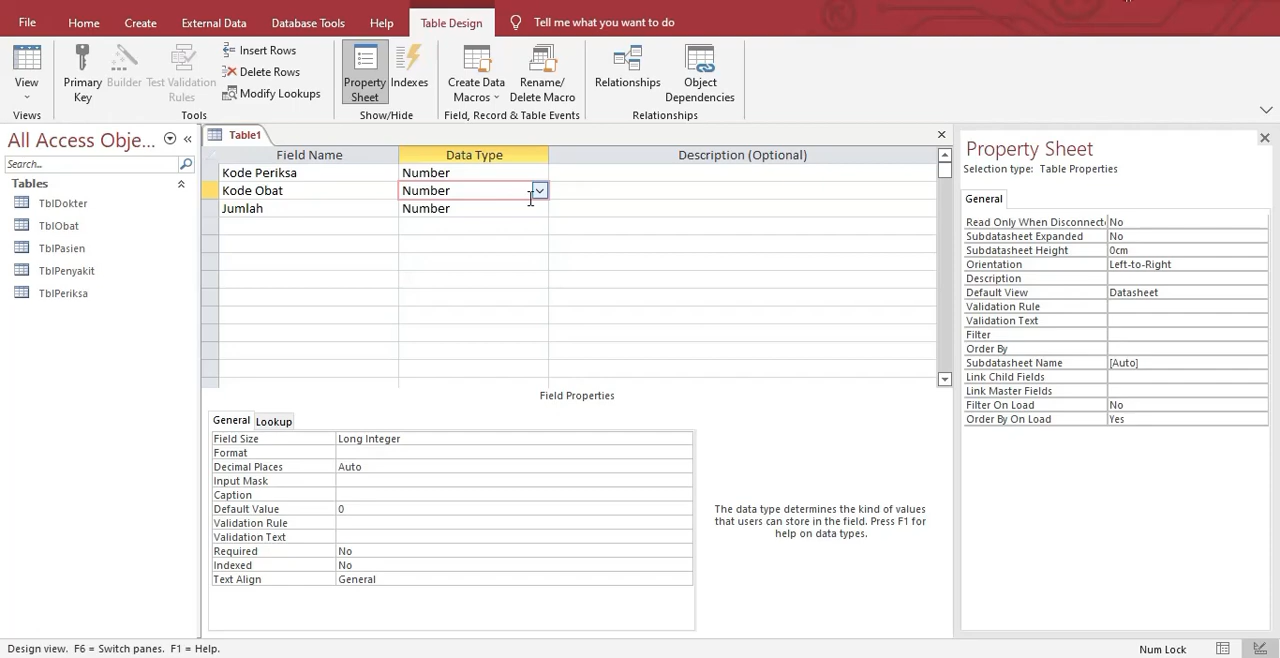 File Home Create External Data Database Tools Help Table Design Tell me what you want to do
View
Views
Primary Key
Builder
Test Validation Rules
Insert Rows
Delete Rows
Modify Lookups
Tools
Property Sheet
Indexes
Show/Hide
Create Data Macros
Rename/ Delete Macro
Field, Record & Table Events
Relationships
Object Dependencies
Relationships
All Access Obje...
Search...
Tables
TblDokter
TblObat
TblPasien
TblPenyakit
TblPeriksa
Table1
Field Name Data Type Description (Optional)
Kode Periksa Number
Kode Obat Number
Jumlah Number
Field Properties
General Lookup
Field Size Long Integer
Format
Decimal Places Auto
Input Mask
Caption
Default Value 0
Validation Rule
Validation Text
Required No
Indexed No
Text Align General
The data type determines the kind of values
that users can store in the field. Press F1 for
help on data types.
Property Sheet
Selection type: Table Properties
General
Read Only When Disconnect No
Subdatasheet Expanded No
Subdatasheet Height 0cm
Orientation Left-to-Right
Description
Default View Datasheet
Validation Rule
Validation Text
Filter
Order By
Subdatasheet Name [Auto]
Link Child Fields
Link Master Fields
Filter On Load No
Order By On Load Yes
Design view. F6 = Switch panes. F1 = Help. Num Lock